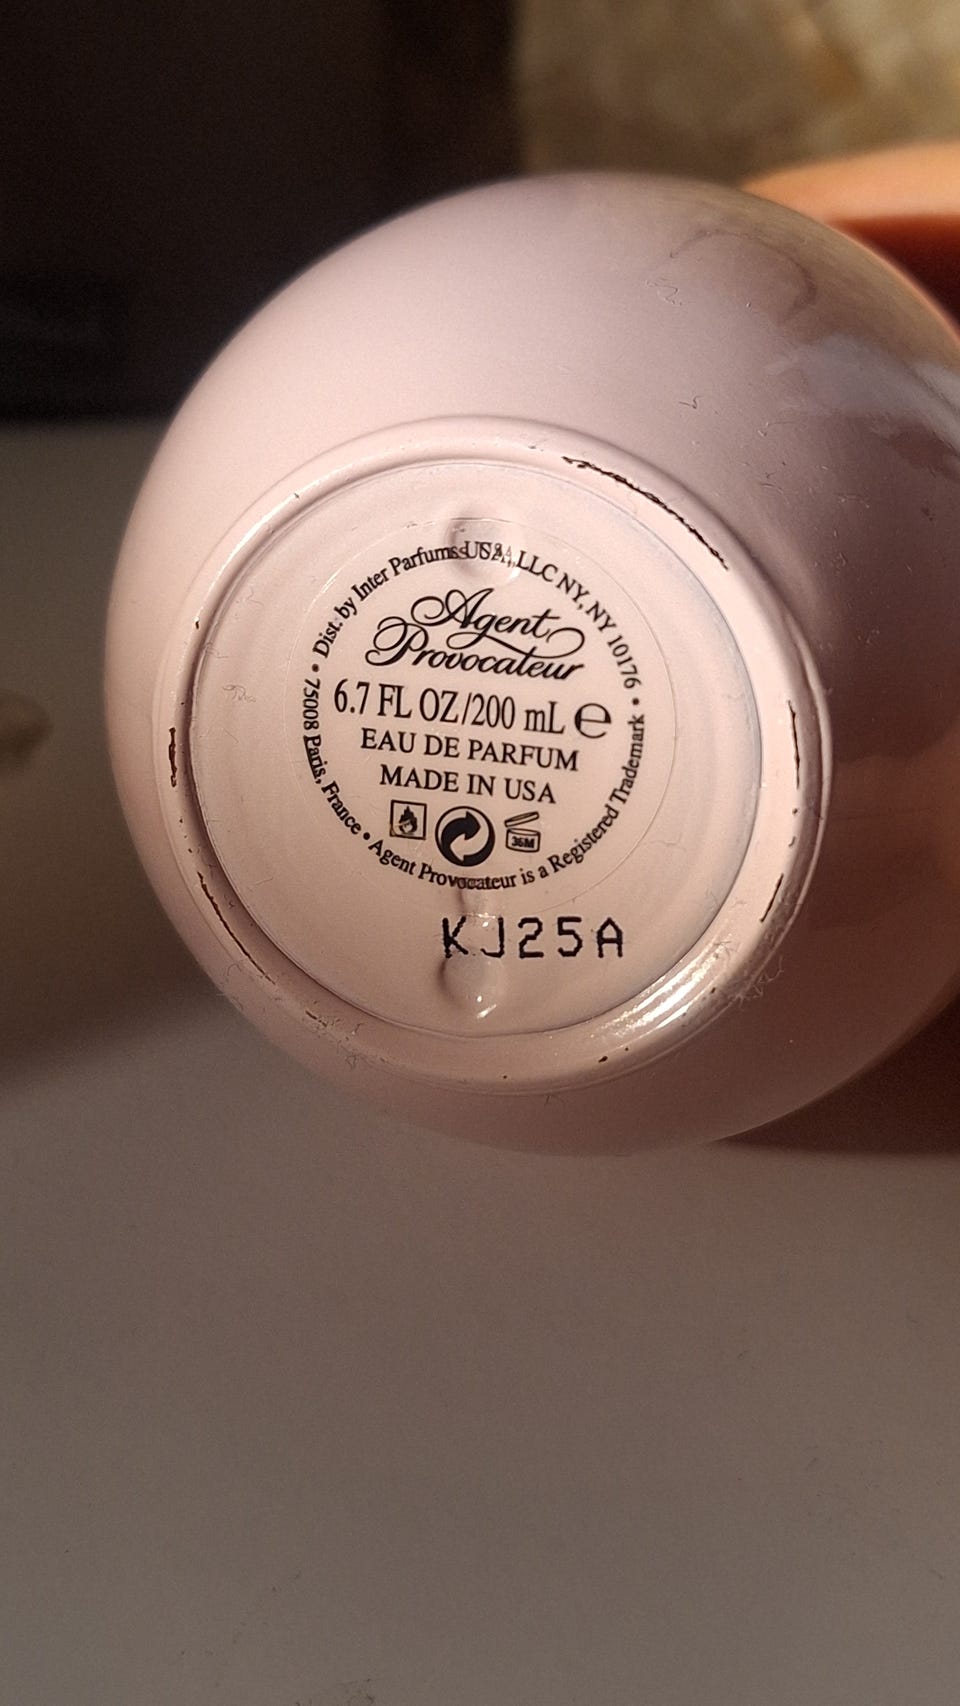 Dist. by Inter Parfums USA, LLC NY, NY 10176 •
Agent
Provocateur
6.7 FL OZ/200 mL ℮
EAU DE PARFUM
MADE IN USA
36M
75008 Paris, France • Agent Provocateur is a Registered Trademark •
KJ25A